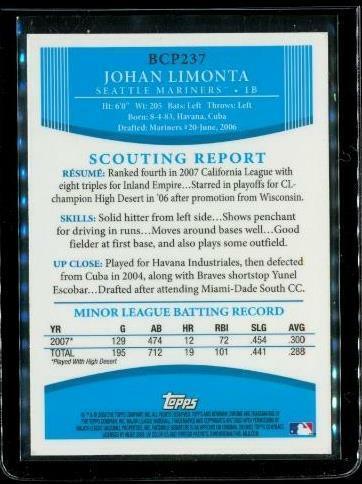 BCP237
JOHAN LIMONTA
SEATTLE MARINERS • 1B
Ht: 6'0" Wt: 205 Bats: Left Throws: Left
Born: 8-4-83, Havana, Cuba
Drafted: Mariners #20-June, 2006
SCOUTING REPORT
RÉSUMÉ: Ranked fourth in 2007 California League with
eight triples for Inland Empire...Starred in playoffs for CL-
champion High Desert in '06 after promotion from Wisconsin.
SKILLS: Solid hitter from left side...Shows penchant
for driving in runs...Moves around bases well...Good
fielder at first base, and also plays some outfield.
UP CLOSE: Played for Havana Industriales, then defected
from Cuba in 2004, along with Braves shortstop Yunel
Escobar...Drafted after attending Miami-Dade South CC.
MINOR LEAGUE BATTING RECORD
YR G AB HR RBI SLG AVG
2007* 129 474 12 72 .454 .300
TOTAL 195 712 19 101 .441 .288
*Played With High Desert
Topps